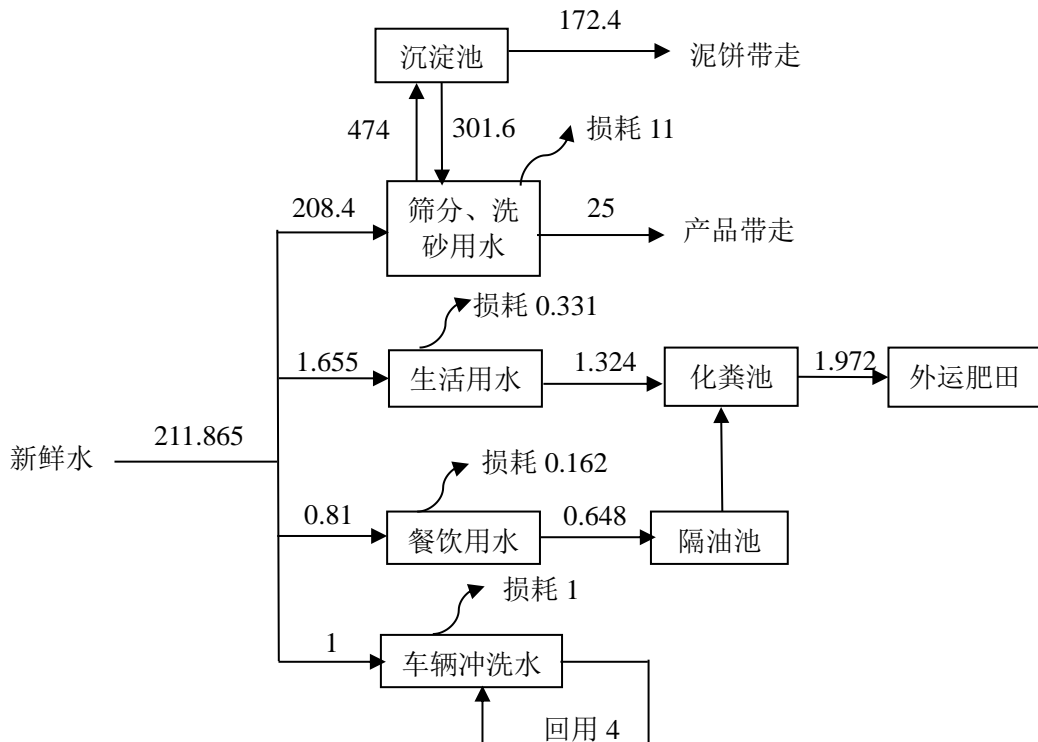 172.4
沉淀池
泥饼带走
474
301.6
损耗 11
208.4
筛分、洗
砂用水
25
产品带走
损耗 0.331
1.655
生活用水
1.324
化粪池
1.972
外运肥田
新鲜水
211.865
损耗 0.162
0.81
餐饮用水
0.648
隔油池
损耗 1
1
车辆冲洗水
回用 4